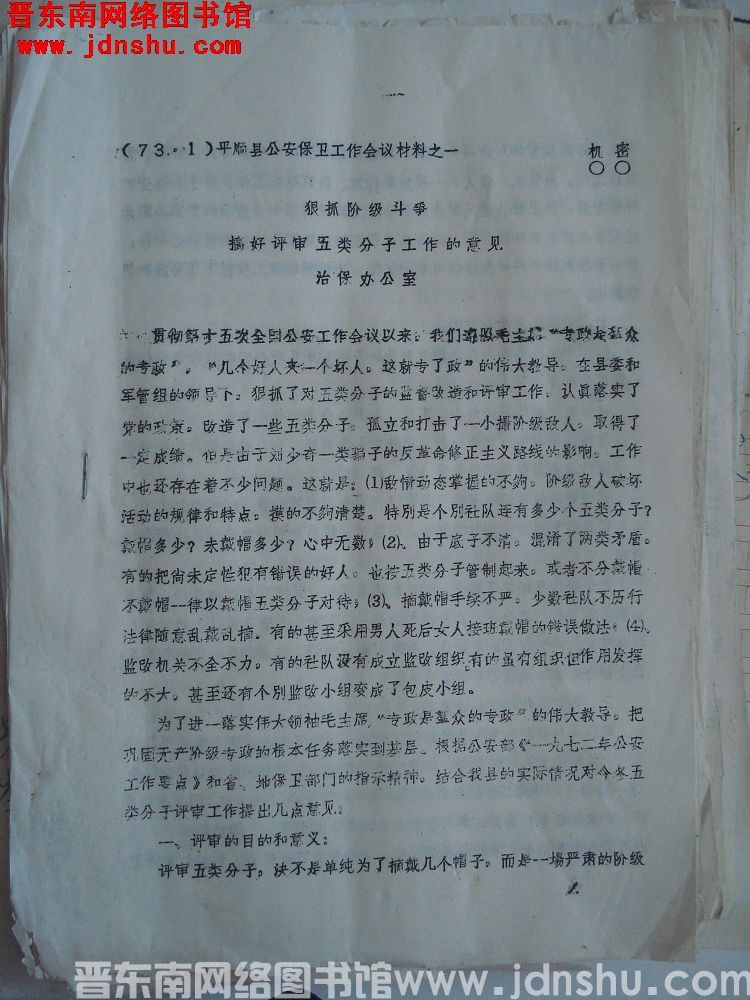 晋东南网络图书馆
www.jdnshu.com
(73.1)平顺县公安保卫工作会议材料之一 机密
○○
狠抓阶级斗争
搞好评审五类分子工作的意见
治保办公室
贯彻第十五次全国公安工作会议以来。我们遵照毛主席“专政是羣众
的专政”。“几个好人夹一个坏人。这就专了政”的伟大教导。在县委和
军管组的领导下。狠抓了对五类分子的监督改造和评审工作。认真落实了
党的政策。改造了一些五类分子。孤立和打击了一小撮阶级敌人。取得了
一定成绩。但是由于刘少奇一类骗子的反革命修正主义路线的影响。工作
中也还存在着不少问题。这就是：(1)敌情动态掌握的不夠。阶级敌人破坏
活动的规律和特点。摸的不夠清楚。特别是个别社队连有多少个五类分子？
戴帽多少？未戴帽多少？心中无数；(2)、由于底子不清。混淆了两类矛盾。
有的把尚未定性犯有错误的好人。也按五类分子管制起来。或者不分戴帽
不戴帽一律以戴帽五类分子对待；(3)、摘戴帽手续不严。少数社队不历行
法律随意乱戴乱摘。有的甚至采用男人死后女人接班戴帽的错误做法；(4)、
监改机关不全不力。有的社队没有成立监改组织。有的虽有组织但作用发挥
的不大。甚至还有个别监改小组变成了包皮小组。
为了进一落实伟大领袖毛主席“专政是羣众的专政”的伟大教导。把
巩固无产阶级专政的根本任务落实到基层。根据公安部《一九七二年公安
工作要点》和省、地保卫部门的指示精神。结合我县的实际情况对今冬五
类分子评审工作提出几点意见。
一、评审的目的和意义：
评审五类分子。决不是单纯为了摘戴几个帽子。而是一場严肃的阶级
1.
晋东南网络图书馆www.jdnshu.com